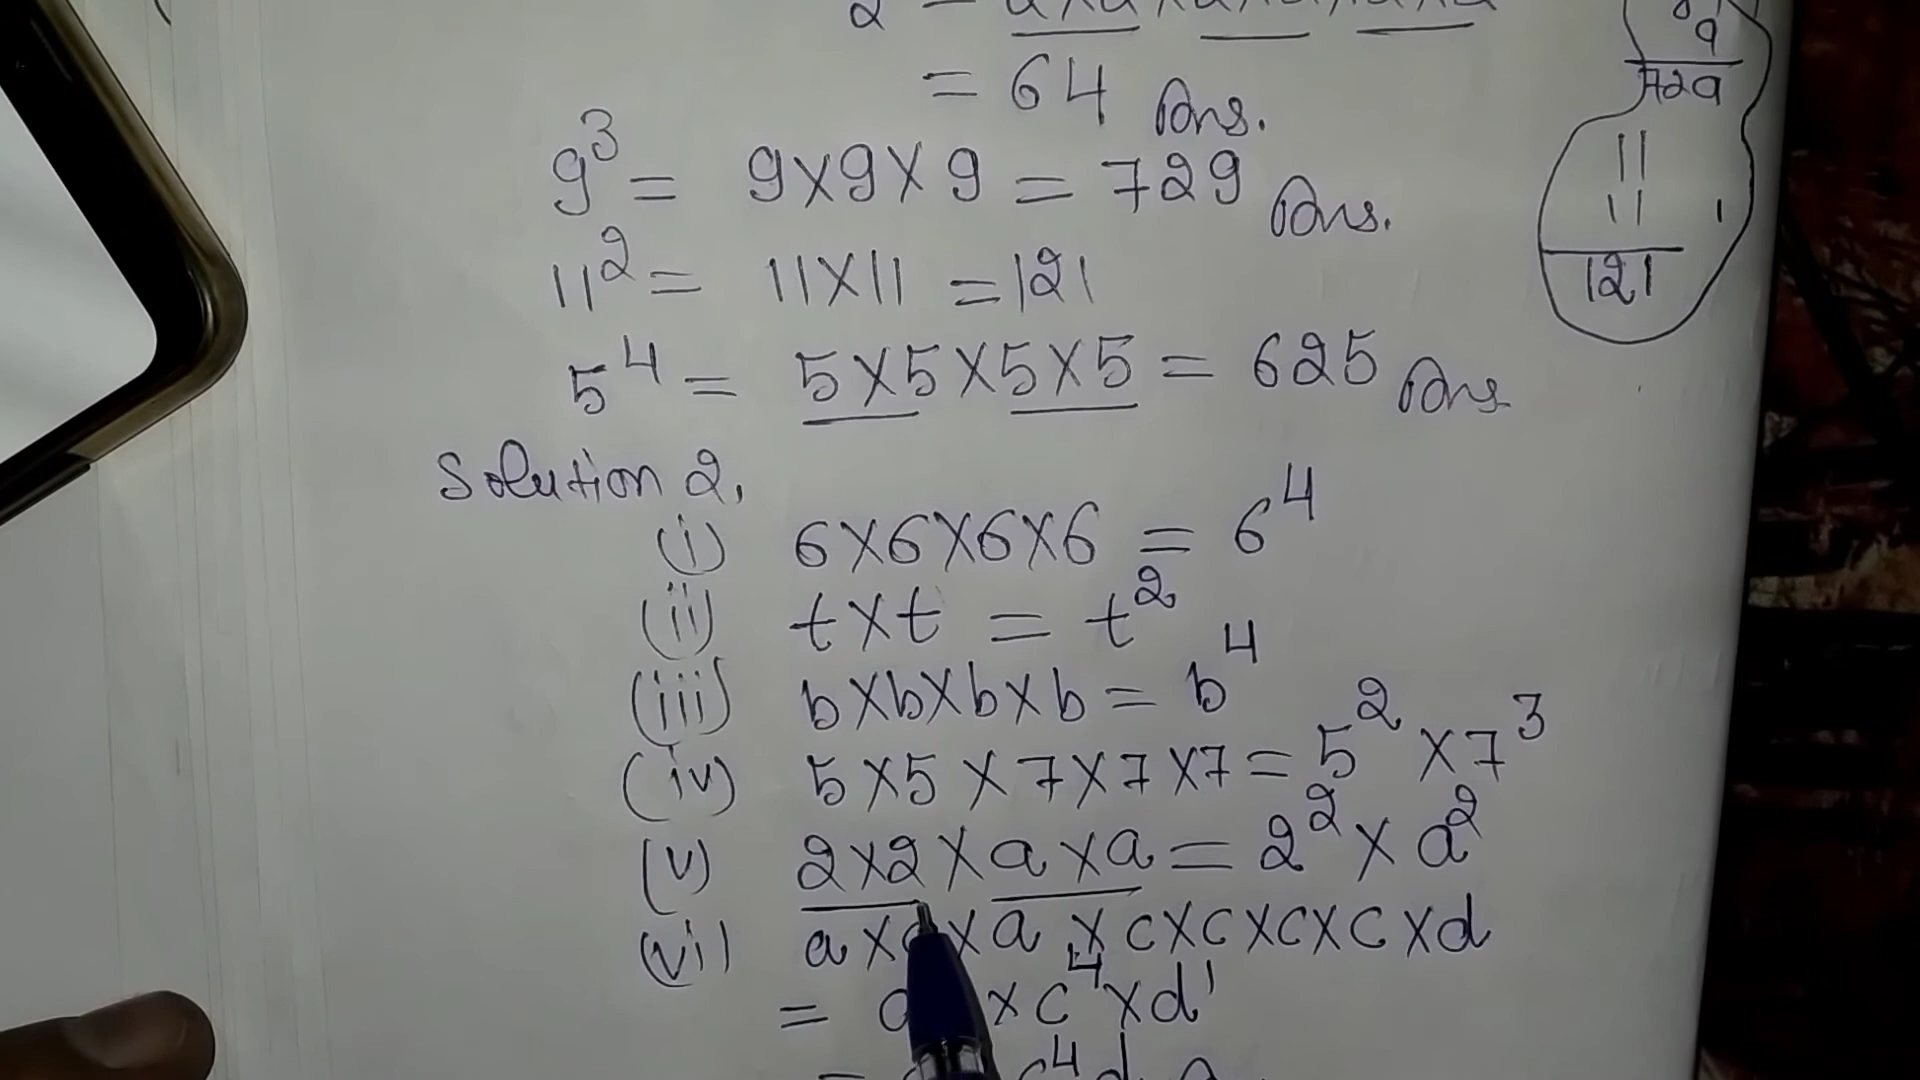 = 64 Ans.
9³ = 9×9×9 = 729 Ans.
11² = 11×11 = 121
5⁴ = 5×5×5×5 = 625 Ans.
Solution 2.
(i) 6×6×6×6 = 6⁴
(ii) t×t = t²
(iii) b×b×b×b = b⁴
(iv) 5×5×7×7×7 = 5² × 7³
(v) 2×2×a×a = 2² × a²
(vi) a× ×a×c×c×c×c×d
= ×c⁴×d¹
9
729
11
11 1
121